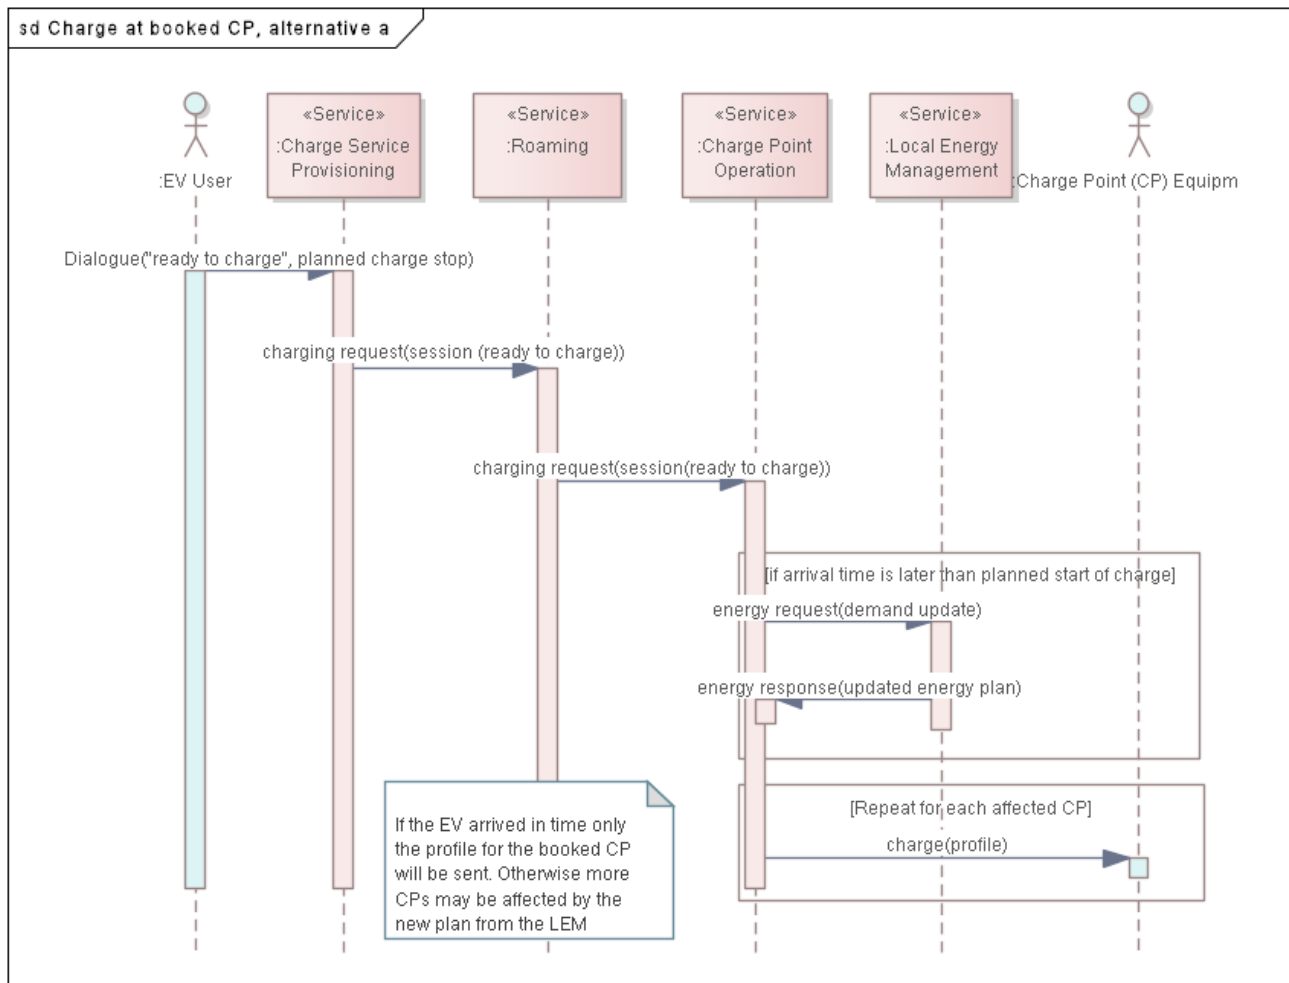 sd Charge at booked CP, alternative a
«Service»
:Charge Service
Provisioning
«Service»
:Roaming
«Service»
:Charge Point
Operation
«Service»
:Local Energy
Management
:EV User
:Charge Point (CP) Equipm
Dialogue("ready to charge", planned charge stop)
charging request(session (ready to charge))
charging request(session(ready to charge))
[if arrival time is later than planned start of charge]
energy request(demand update)
energy response(updated energy plan)
[Repeat for each affected CP]
charge(profile)
If the EV arrived in time only
the profile for the booked CP
will be sent. Otherwise more
CPs may be affected by the
new plan from the LEM